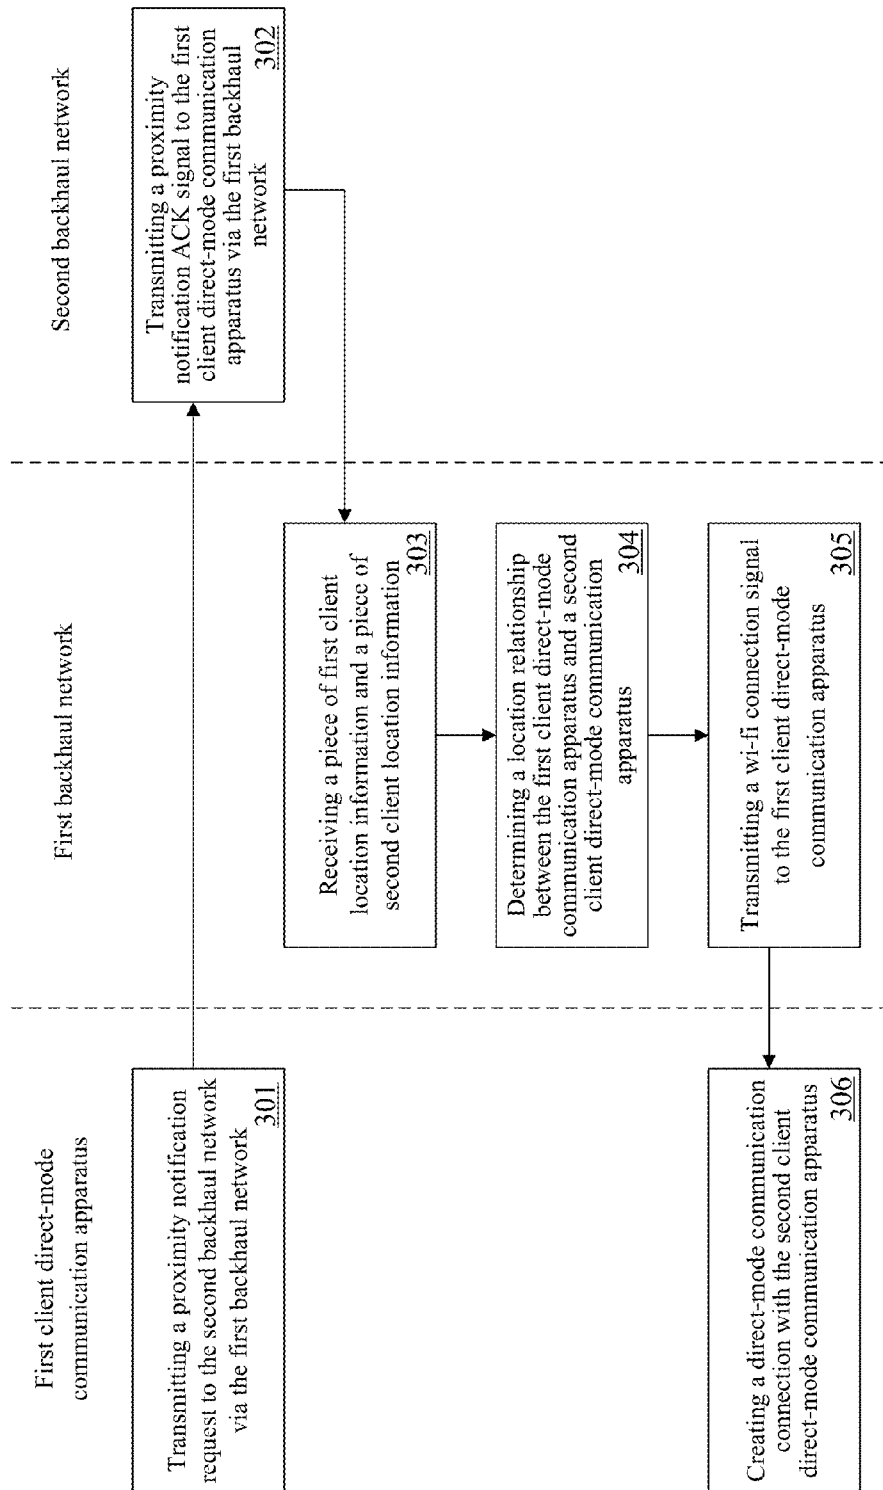 First client direct-mode
communication apparatus
First backhaul network
Second backhaul network
Transmitting a proximity notification
request to the second backhaul network
via the first backhaul network
301
Transmitting a proximity
notification ACK signal to the first
client direct-mode communication
apparatus via the first backhaul
network
302
Receiving a piece of first client
location information and a piece of
second client location information
303
Determining a location relationship
between the first client direct-mode
communication apparatus and a second
client direct-mode communication
apparatus
304
Transmitting a wi-fi connection signal
to the first client direct-mode
communication apparatus
305
Creating a direct-mode communication
connection with the second client
direct-mode communication apparatus
306